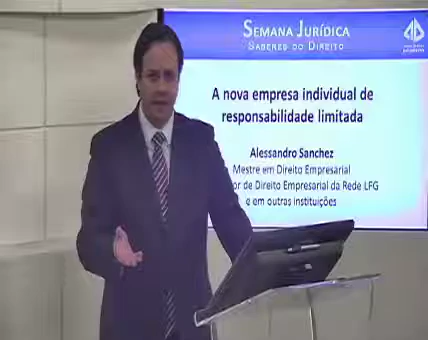 SEMANA JURÍDICA
SABERES DO DIREITO
A nova empresa individual de
responsabilidade limitada
Alessandro Sanchez
Mestre em Direito Empresarial
or de Direito Empresarial da Rede LFG
e em outras instituições